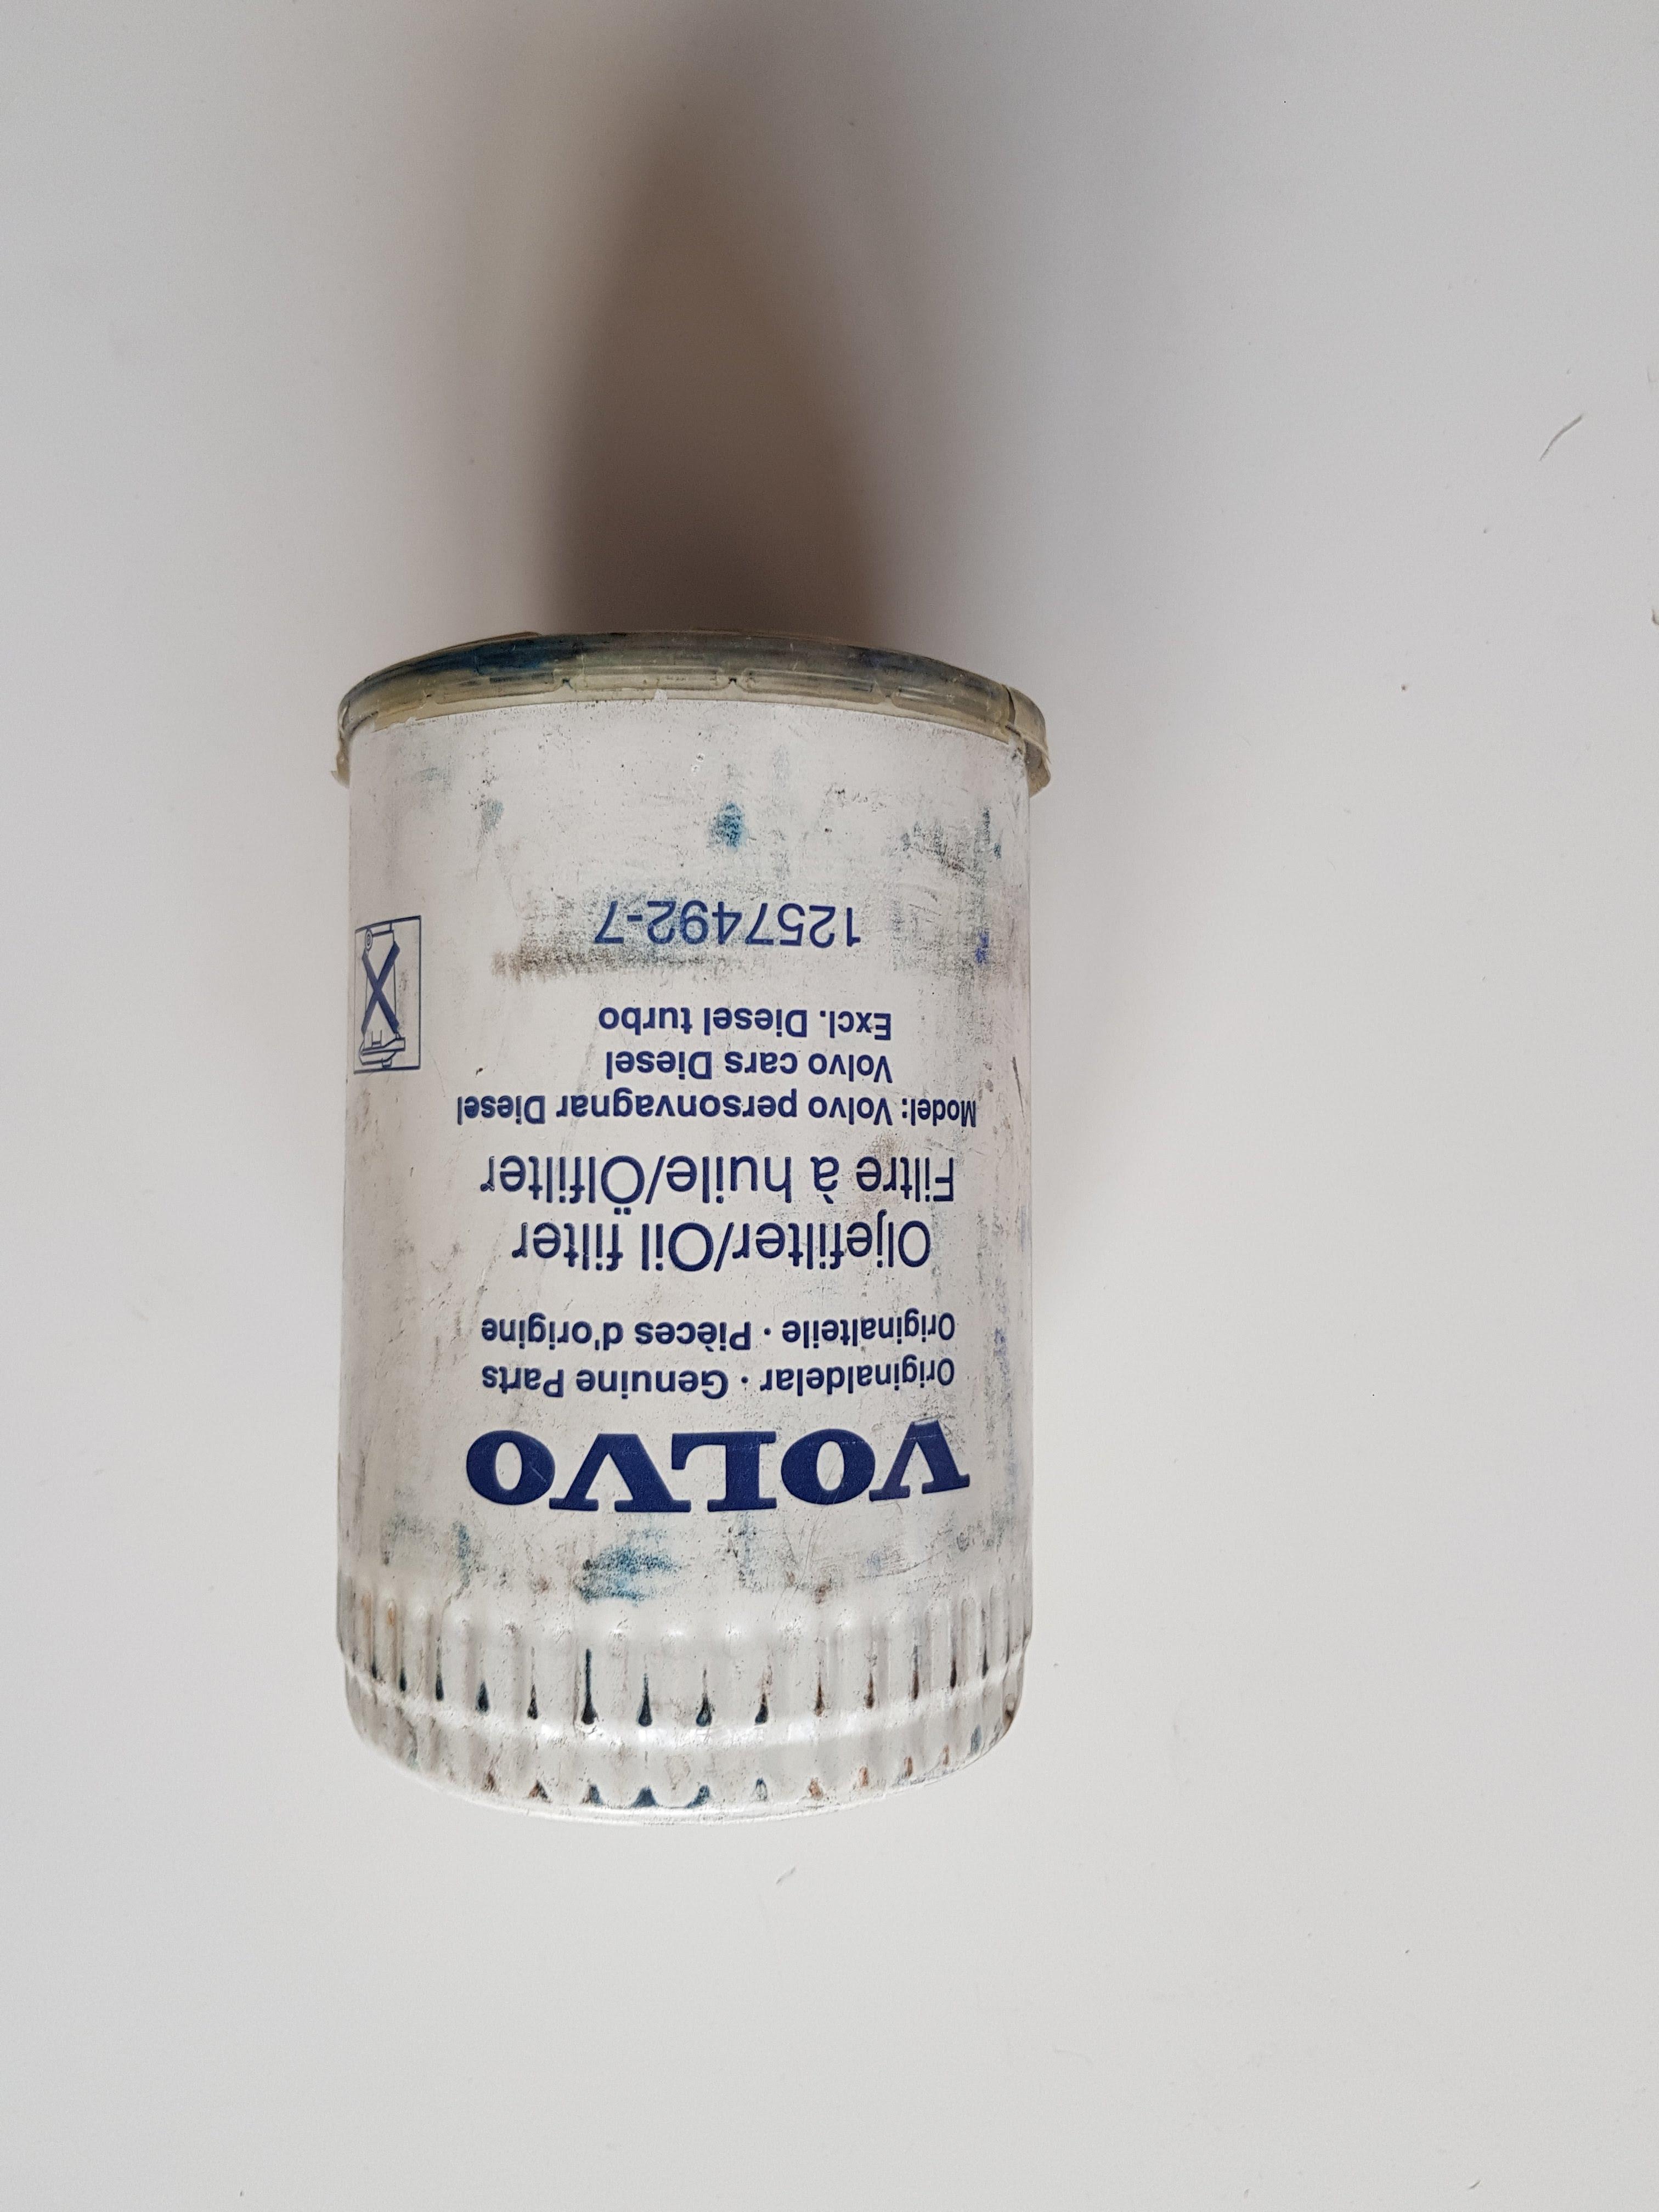 VOLVO
Originaldelar · Genuine Parts
Originalteile · Pièces d'origine
Oljefilter/Oil filter
Filtre à huile/Ölfilter
Model: Volvo personvagnar Diesel
Volvo cars Diesel
Excl. Diesel turbo
1257492-7